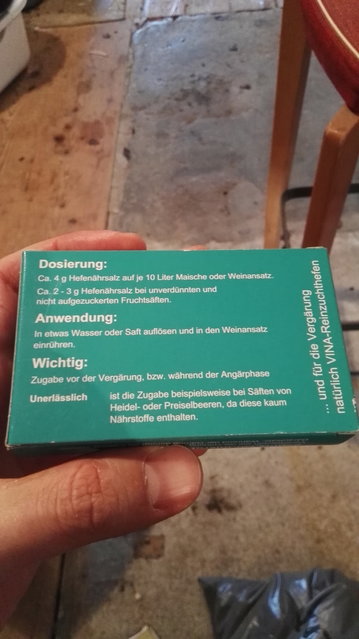 Dosierung:
Ca. 4 g Hefenährsalz auf je 10 Liter Maische oder Weinansatz.
Ca. 2 - 3 g Hefenährsalz bei unverdünnten und
nicht aufgezuckerten Fruchtsäften.
Anwendung:
In etwas Wasser oder Saft auflösen und in den Weinansatz
einrühren.
Wichtig:
Zugabe vor der Vergärung, bzw. während der Angärphase
Unerlässlich ist die Zugabe beispielsweise bei Säften von
Heidel- oder Preiselbeeren, da diese kaum
Nährstoffe enthalten.
... und für die Vergärung
natürlich VINA-Reinzuchthefen